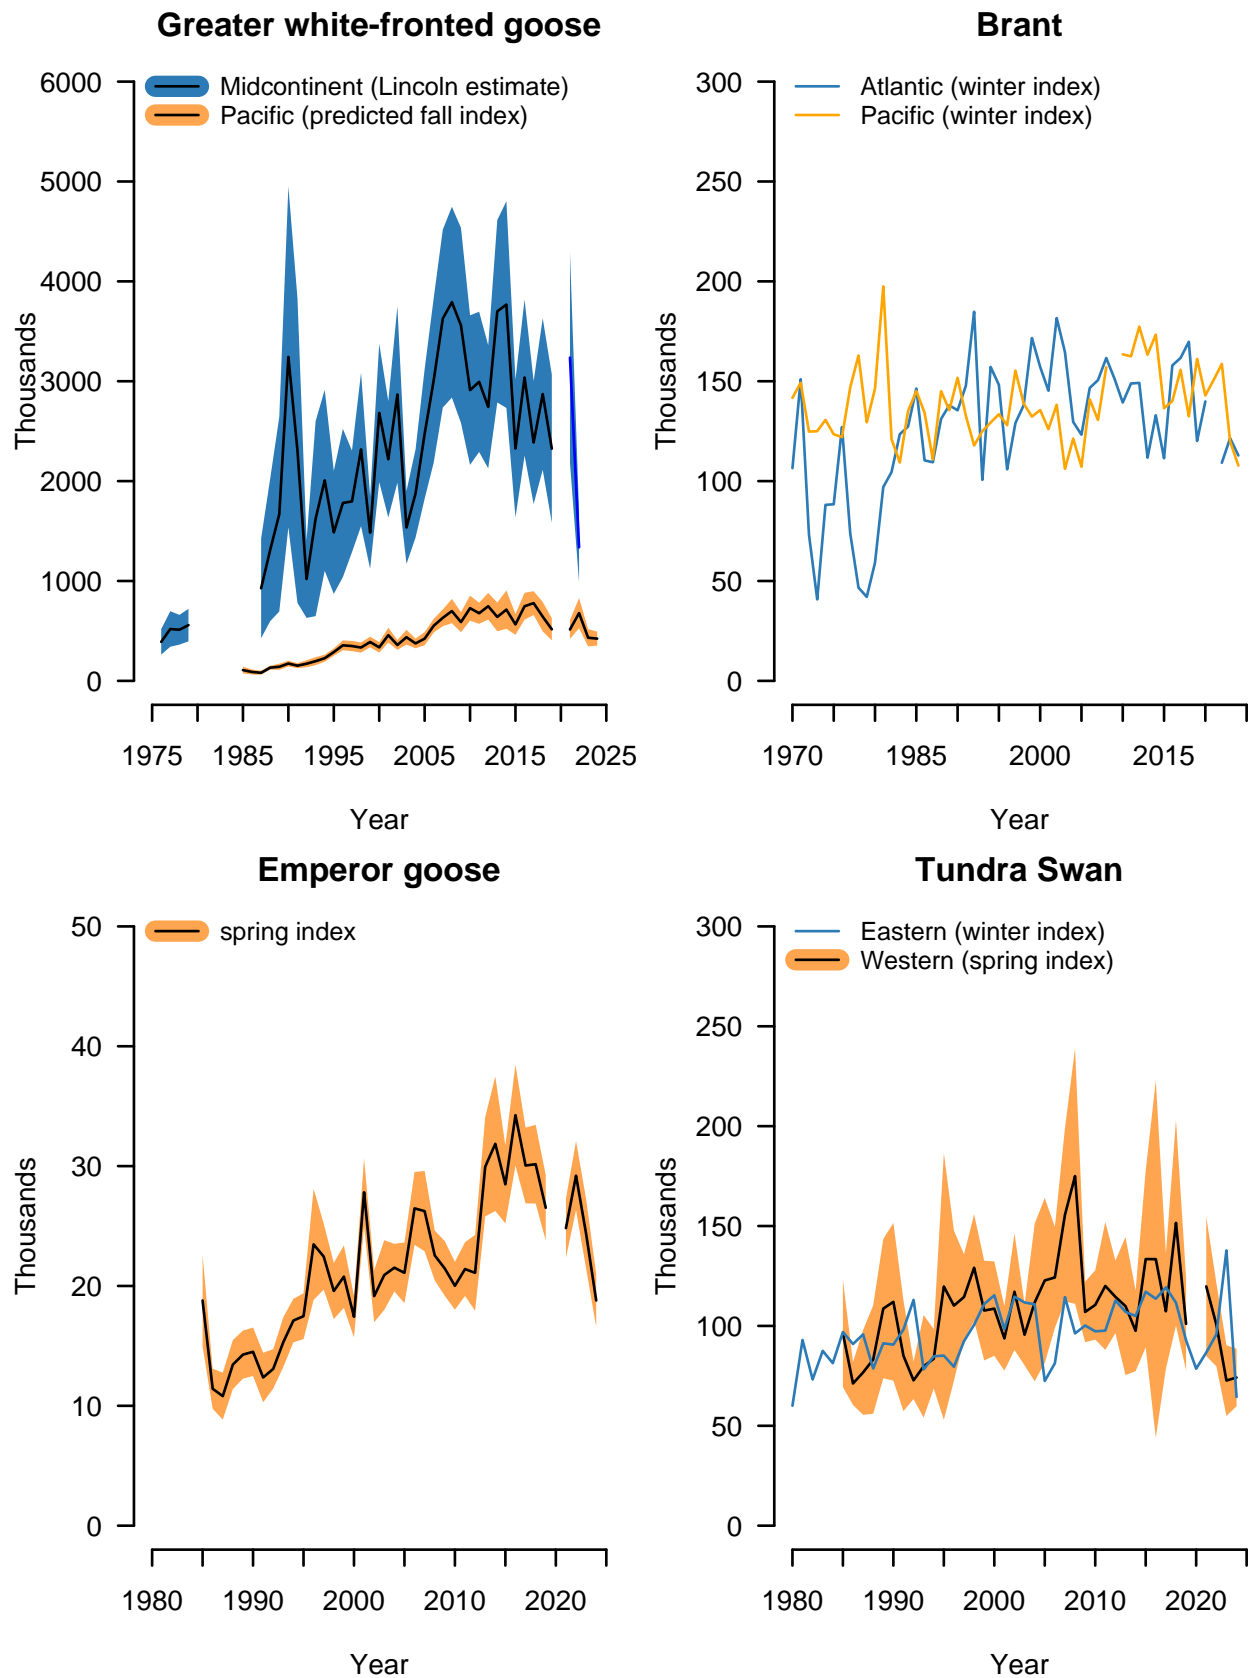 Greater white-fronted goose
Midcontinent (Lincoln estimate)
Pacific (predicted fall index)
6000
5000
4000
3000
2000
1000
0
Thousands
1975 1985 1995 2005 2015 2025
Year
Brant
Atlantic (winter index)
Pacific (winter index)
300
250
200
150
100
50
0
Thousands
1970 1985 2000 2015
Year
Emperor goose
spring index
50
40
30
20
10
0
Thousands
1980 1990 2000 2010 2020
Year
Tundra Swan
Eastern (winter index)
Western (spring index)
300
250
200
150
100
50
0
Thousands
1980 1990 2000 2010 2020
Year